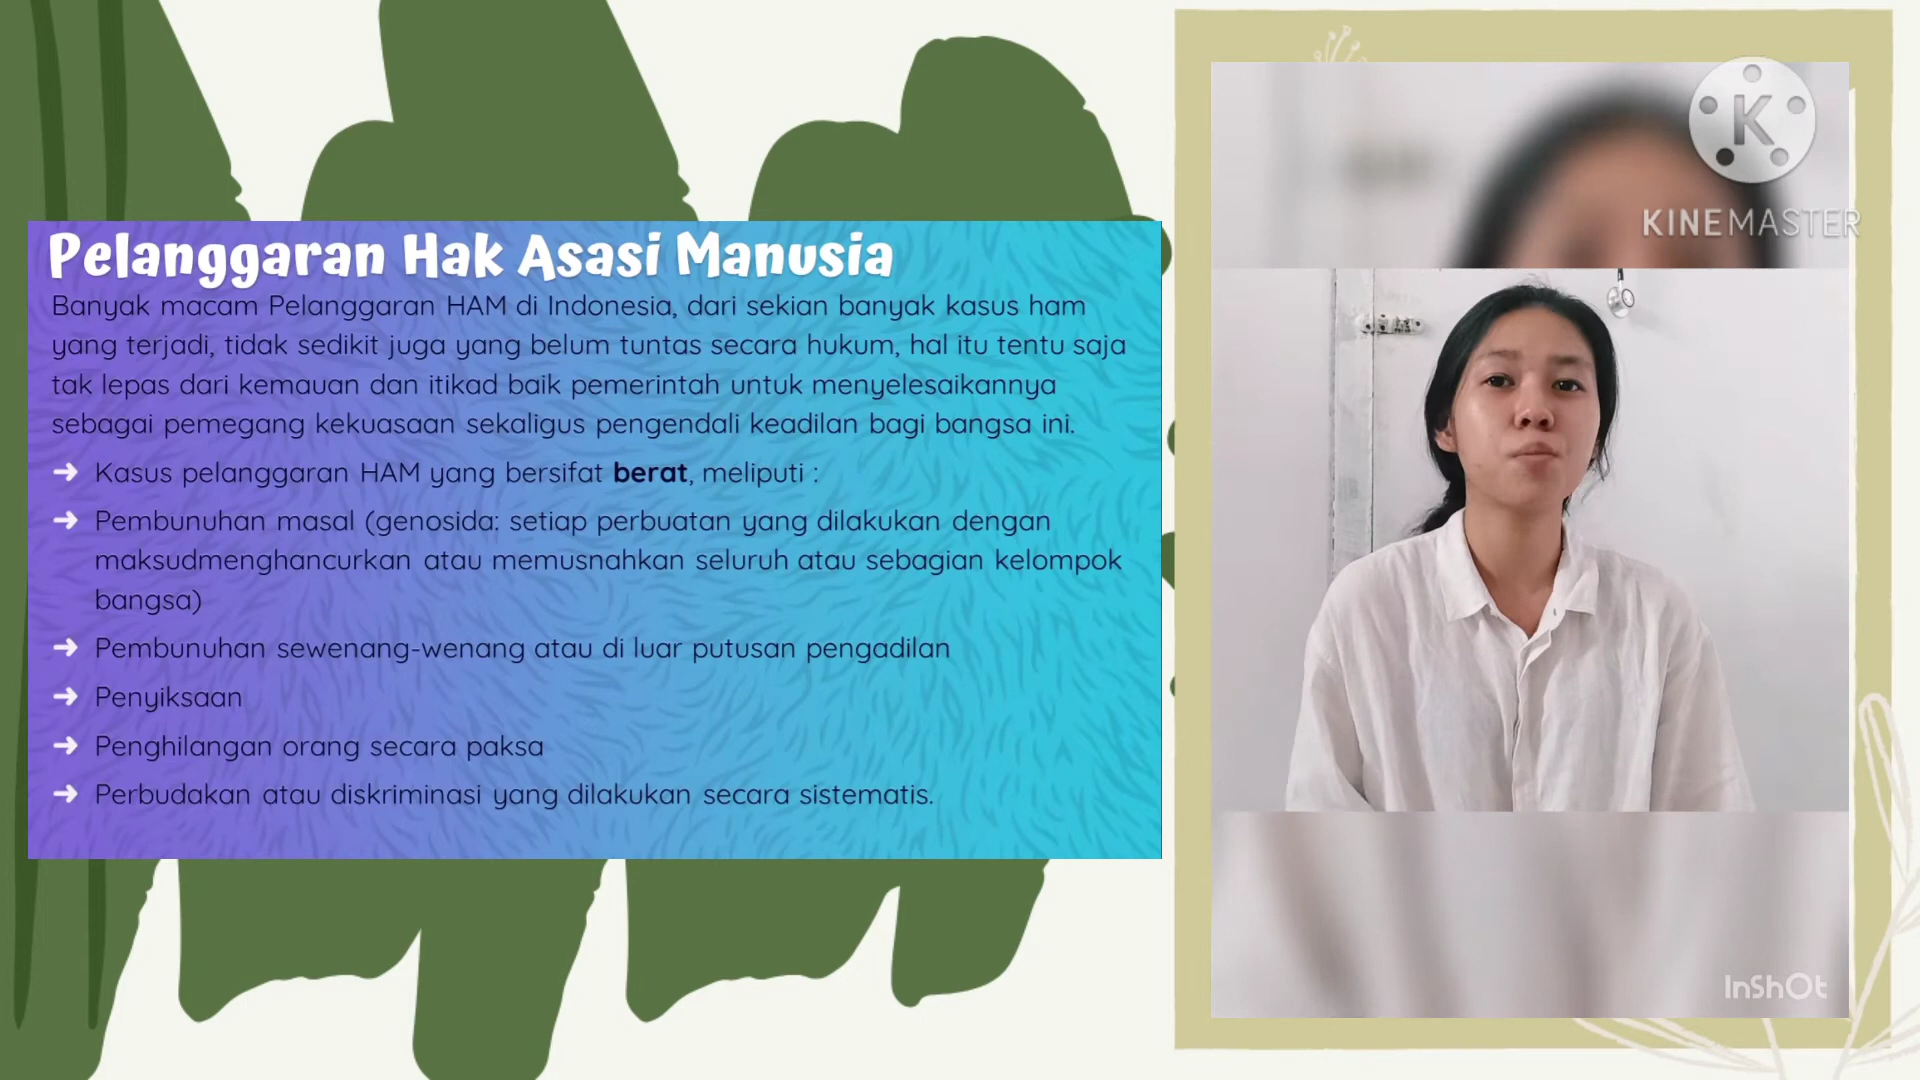 Pelanggaran Hak Asasi Manusia
Banyak macam Pelanggaran HAM di Indonesia, dari sekian banyak kasus ham
yang terjadi, tidak sedikit juga yang belum tuntas secara hukum, hal itu tentu saja
tak lepas dari kemauan dan itikad baik pemerintah untuk menyelesaikannya
sebagai pemegang kekuasaan sekaligus pengendali keadilan bagi bangsa ini.
➔ Kasus pelanggaran HAM yang bersifat berat, meliputi :
➔ Pembunuhan masal (genosida: setiap perbuatan yang dilakukan dengan
maksudmenghancurkan atau memusnahkan seluruh atau sebagian kelompok
bangsa)
➔ Pembunuhan sewenang-wenang atau di luar putusan pengadilan
➔ Penyiksaan
➔ Penghilangan orang secara paksa
➔ Perbudakan atau diskriminasi yang dilakukan secara sistematis.
K
KINEMASTER
InShOt